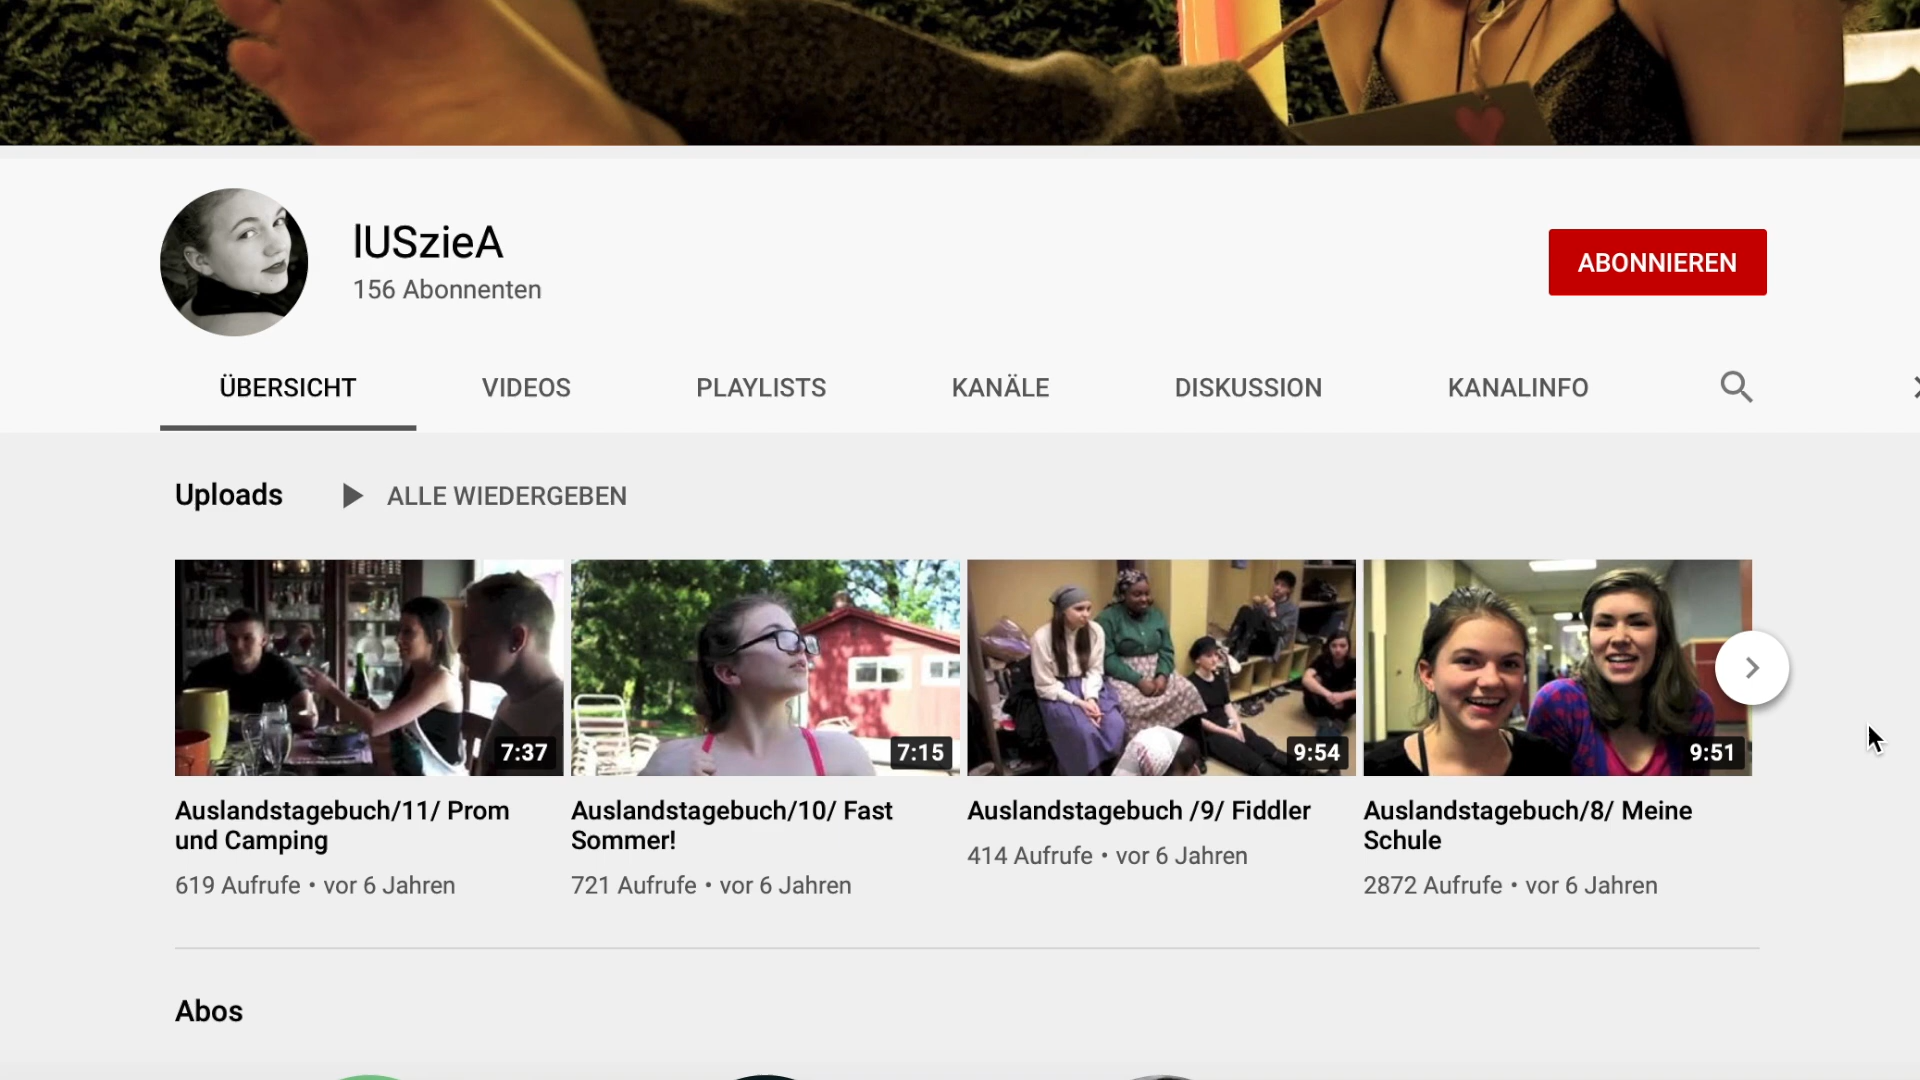 lUSzieA
156 Abonnenten
ABONNIEREN
ÜBERSICHT VIDEOS PLAYLISTS KANÄLE DISKUSSION KANALINFO
Uploads ALLE WIEDERGEBEN
7:37 7:15 9:54 9:51
Auslandstagebuch/11/ Prom
und Camping
619 Aufrufe • vor 6 Jahren
Auslandstagebuch/10/ Fast
Sommer!
721 Aufrufe • vor 6 Jahren
Auslandstagebuch /9/ Fiddler
414 Aufrufe • vor 6 Jahren
Auslandstagebuch/8/ Meine
Schule
2872 Aufrufe • vor 6 Jahren
Abos